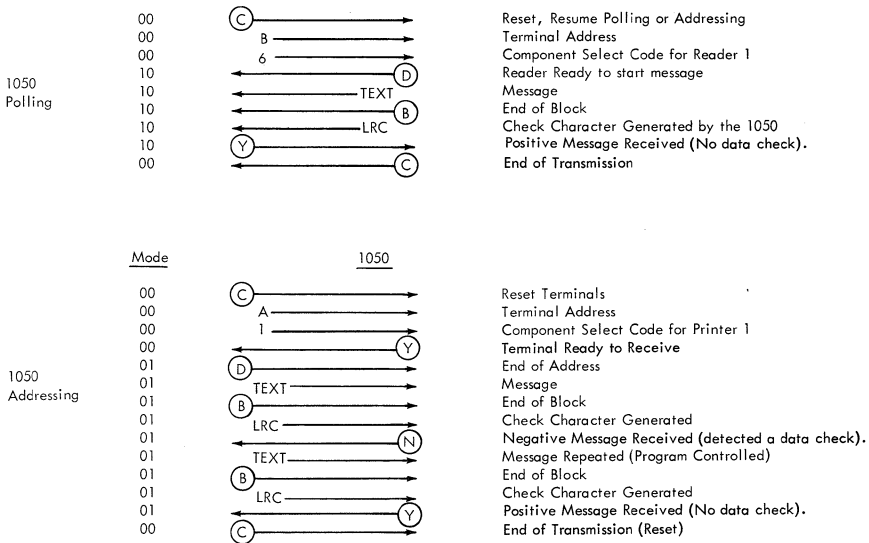 00 C Reset, Resume Polling or Addressing
00 B Terminal Address
00 6 Component Select Code for Reader 1
10 D Reader Ready to start message
1050
Polling
10 TEXT Message
10 B End of Block
10 LRC Check Character Generated by the 1050
10 Y Positive Message Received (No data check).
00 C End of Transmission
Mode 1050
00 C Reset Terminals
00 A Terminal Address
00 1 Component Select Code for Printer 1
00 Y Terminal Ready to Receive
01 D End of Address
1050
Addressing
01 TEXT Message
01 B End of Block
01 LRC Check Character Generated
01 N Negative Message Received (detected a data check).
01 TEXT Message Repeated (Program Controlled)
01 B End of Block
01 LRC Check Character Generated
01 Y Positive Message Received (No data check).
00 C End of Transmission (Reset)